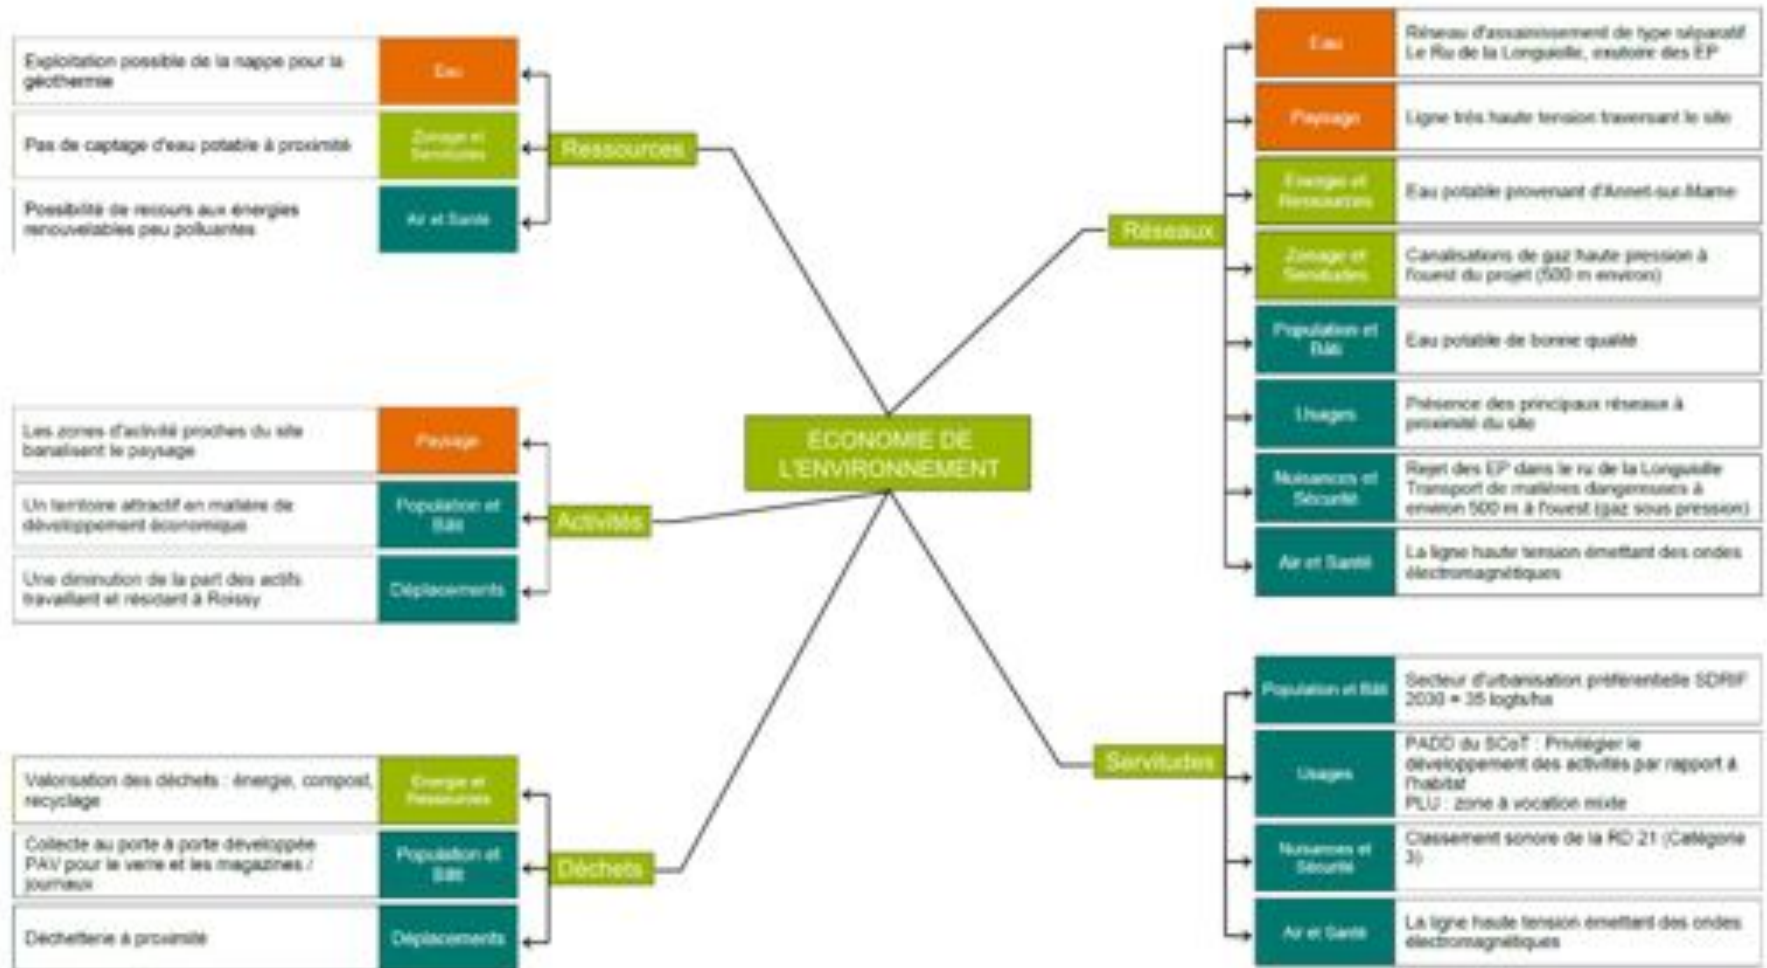 ECONOMIE DE
L'ENVIRONNEMENT
Ressources
Eau
Exploitation possible de la nappe pour la
géothermie
Zonage et
Servitudes
Pas de captage d'eau potable à proximité
Air et Santé
Possibilité de recours aux énergies
renouvelables peu polluantes
Activités
Paysage
Les zones d'activité proches du site
banalisent le paysage
Population et
Bâti
Un territoire attractif en matière de
développement économique
Déplacements
Une diminution de la part des actifs
travaillant et résidant à Roissy
Déchets
Energie et
Ressources
Valorisation des déchets : énergie, compost,
recyclage
Population et
Bâti
Collecte au porte à porte développée
PAV pour le verre et les magazines /
journaux
Déplacements
Déchetterie à proximité
Réseaux
Eau
Réseau d'assainissement de type séparatif
Le Ru de la Longuiolle, exutoire des EP
Paysage
Ligne très haute tension traversant le site
Energie et
Ressources
Eau potable provenant d'Annet-sur-Marne
Zonage et
Servitudes
Canalisations de gaz haute pression à
l'ouest du projet (500 m environ)
Population et
Bâti
Eau potable de bonne qualité
Usages
Présence des principaux réseaux à
proximité du site
Nuisances et
Sécurité
Rejet des EP dans le ru de la Longuiolle
Transport de matières dangereuses à
environ 500 m à l'ouest (gaz sous pression)
Air et Santé
La ligne haute tension émettant des ondes
électromagnétiques
Servitudes
Population et Bâti
Secteur d'urbanisation préférentielle SDRIF
2030 = 35 logts/ha
Usages
PADD du SCoT : Privilégier le
développement des activités par rapport à
l'habitat
PLU : zone à vocation mixte
Nuisances et
Sécurité
Classement sonore de la RD 21 (Catégorie
3)
Air et Santé
La ligne haute tension émettant des ondes
électromagnétiques